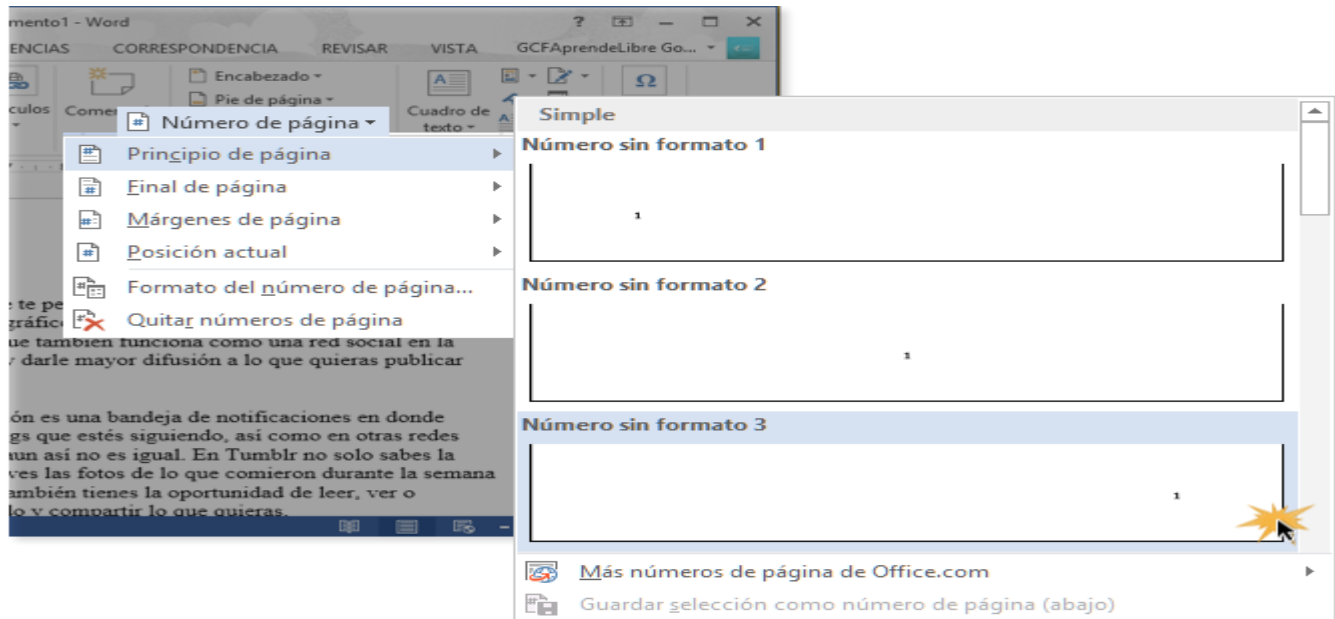 mento1 - Word
?
ENCIAS CORRESPONDENCIA REVISAR VISTA GCFAprendeLibre Go...
Encabezado
Pie de página
culos
Cuadro de
texto
Número de página
Principio de página
Final de página
Márgenes de página
Posición actual
Formato del número de página...
Quitar números de página
Simple
Número sin formato 1
1
Número sin formato 2
1
Número sin formato 3
1
Más números de página de Office.com
Guardar selección como número de página (abajo)
te pe
gráfic
ue también funciona como una red social en la
y darle mayor difusión a lo que quieras publicar
ón es una bandeja de notificaciones en donde
gs que estés siguiendo, así como en otras redes
aun así no es igual. En Tumblr no solo sabes la
ves las fotos de lo que comieron durante la semana
ambién tienes la oportunidad de leer, ver o
lo y compartir lo que quieras.